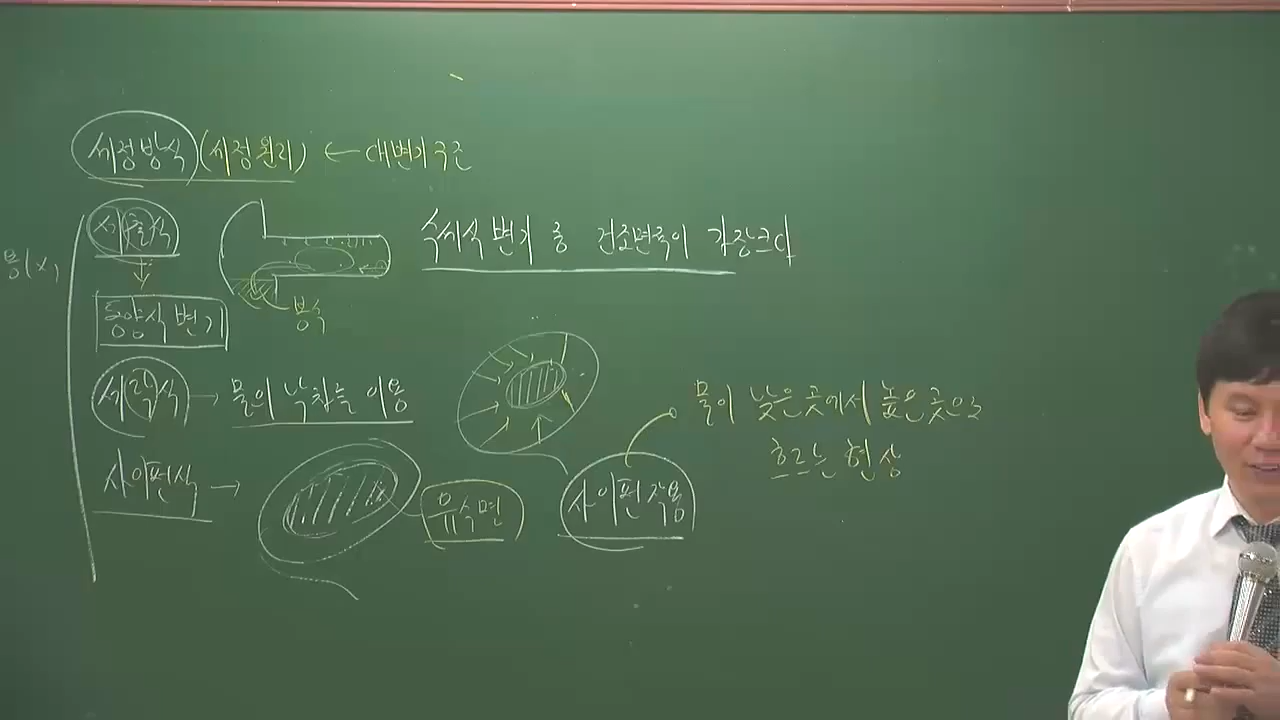 세정방식 (세정원리) ← 대변기구조
세출식
수세식 변기 중 건조면적이 가장크다
봉(x)
동양식 변기
봉수
세락식 → 물의 낙차를 이용
물이 낮은 곳에서 높은 곳으로
흐르는 현상
사이펀식 →
유수면
사이펀작용